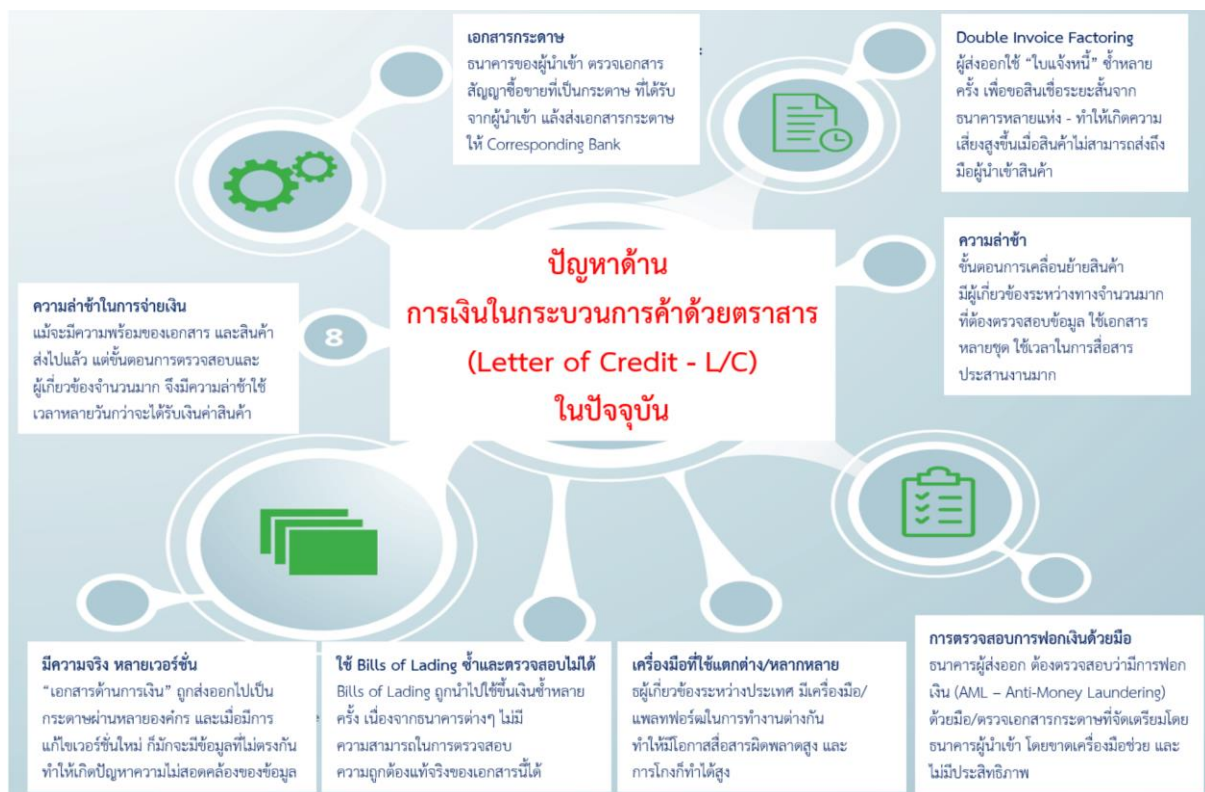 เอกสารกระดาษ
ธนาคารของผู้นำเข้า ตรวจเอกสาร
สัญญาซื้อขายที่เป็นกระดาษ ที่ได้รับ
จากผู้นำเข้า แล้งส่งเอกสารกระดาษ
ให้ Corresponding Bank
Double Invoice Factoring
ผู้ส่งออกใช้ “ใบแจ้งหนี้” ซ้ำหลาย
ครั้ง เพื่อขอสินเชื่อระยะสั้นจาก
ธนาคารหลายแห่ง - ทำให้เกิดความ
เสี่ยงสูงขึ้นเมื่อสินค้าไม่สามารถส่งถึง
มือผู้นำเข้าสินค้า
ปัญหาด้าน
การเงินในกระบวนการค้าด้วยตราสาร
(Letter of Credit - L/C)
ในปัจจุบัน
ความล่าช้า
ขั้นตอนการเคลื่อนย้ายสินค้า
มีผู้เกี่ยวข้องระหว่างทางจำนวนมาก
ที่ต้องตรวจสอบข้อมูล ใช้เอกสาร
หลายชุด ใช้เวลาในการสื่อสาร
ประสานงานมาก
ความล่าช้าในการจ่ายเงิน
แม้จะมีความพร้อมของเอกสาร และสินค้า
ส่งไปแล้ว แต่ขั้นตอนการตรวจสอบและ
ผู้เกี่ยวข้องจำนวนมาก จึงมีความล่าช้าใช้
เวลาหลายวันกว่าจะได้รับเงินค่าสินค้า
8
มีความจริง หลายเวอร์ชั่น
“เอกสารด้านการเงิน” ถูกส่งออกไปเป็น
กระดาษผ่านหลายองค์กร และเมื่อมีการ
แก้ไขเวอร์ชั่นใหม่ ก็มักจะมีข้อมูลที่ไม่ตรงกัน
ทำให้เกิดปัญหาความไม่สอดคล้องของข้อมูล
ใช้ Bills of Lading ซ้ำและตรวจสอบไม่ได้
Bills of Lading ถูกนำไปใช้ขึ้นเงินซ้ำหลาย
ครั้ง เนื่องจากธนาคารต่างๆ ไม่มี
ความสามารถในการตรวจสอบ
ความถูกต้องแท้จริงของเอกสารนี้ได้
เครื่องมือที่ใช้แตกต่าง/หลากหลาย
ธผู้เกี่ยวข้องระหว่างประเทศ มีเครื่องมือ/
แพลทฟอร์ฒในการทำงานต่างกัน
ทำให้มีโอกาสสื่อสารผิดพลาดสูง และ
การโกงก็ทำได้สูง
การตรวจสอบการฟอกเงินด้วยมือ
ธนาคารผู้ส่งออก ต้องตรวจสอบว่ามีการฟอก
เงิน (AML – Anti-Money Laundering)
ด้วยมือ/ตรวจเอกสารกระดาษที่จัดเตรียมโดย
ธนาคารผู้นำเข้า โดยขาดเครื่องมือช่วย และ
ไม่มีประสิทธิภาพ